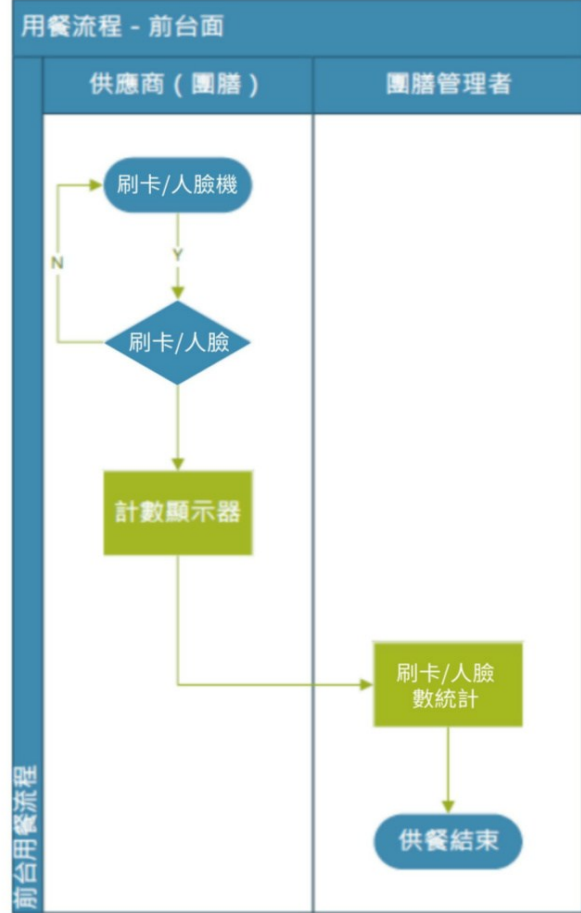 用餐流程 - 前台面
供應商 ( 團膳 )
團膳管理者
刷卡/人臉機
Y
N
刷卡/人臉
計數顯示器
刷卡/人臉
數統計
供餐結束
前台用餐流程